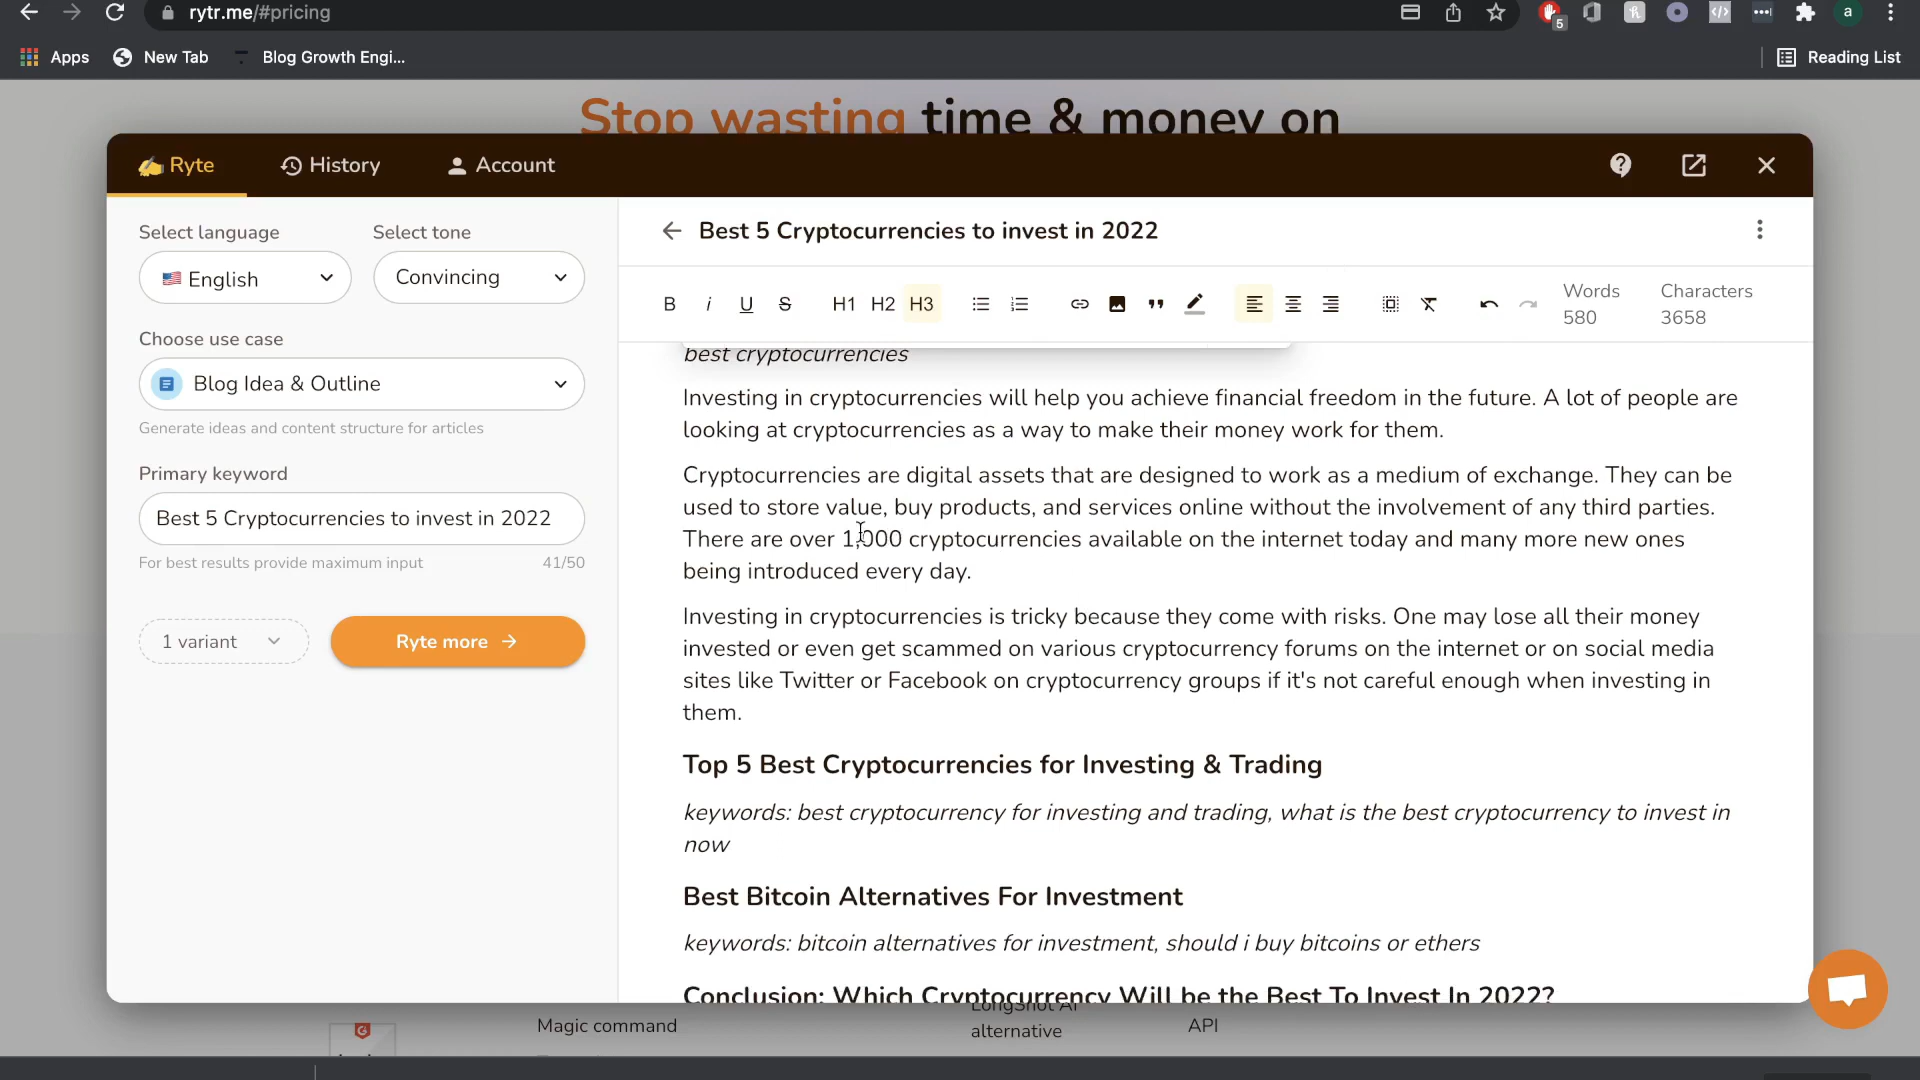 rytr.me/#pricing
5
a
Apps
New Tab
Blog Growth Engi...
Reading List
Stop wasting time & money on
Ryte
History
Account
Select language
Select tone
English
Convincing
Choose use case
Blog Idea & Outline
Generate ideas and content structure for articles
Primary keyword
Best 5 Cryptocurrencies to invest in 2022
For best results provide maximum input
41/50
1 variant
Ryte more →
Best 5 Cryptocurrencies to invest in 2022
B i U S H1 H2 H3
Words
580
Characters
3658
best cryptocurrencies
Investing in cryptocurrencies will help you achieve financial freedom in the future. A lot of people are
looking at cryptocurrencies as a way to make their money work for them.
Cryptocurrencies are digital assets that are designed to work as a medium of exchange. They can be
used to store value, buy products, and services online without the involvement of any third parties.
There are over 1,000 cryptocurrencies available on the internet today and many more new ones
being introduced every day.
Investing in cryptocurrencies is tricky because they come with risks. One may lose all their money
invested or even get scammed on various cryptocurrency forums on the internet or on social media
sites like Twitter or Facebook on cryptocurrency groups if it's not careful enough when investing in
them.
Top 5 Best Cryptocurrencies for Investing & Trading
keywords: best cryptocurrency for investing and trading, what is the best cryptocurrency to invest in
now
Best Bitcoin Alternatives For Investment
keywords: bitcoin alternatives for investment, should i buy bitcoins or ethers
Conclusion: Which Cryptocurrency Will be the Best To Invest In 2022?
Magic command
LongShot AI
alternative
API